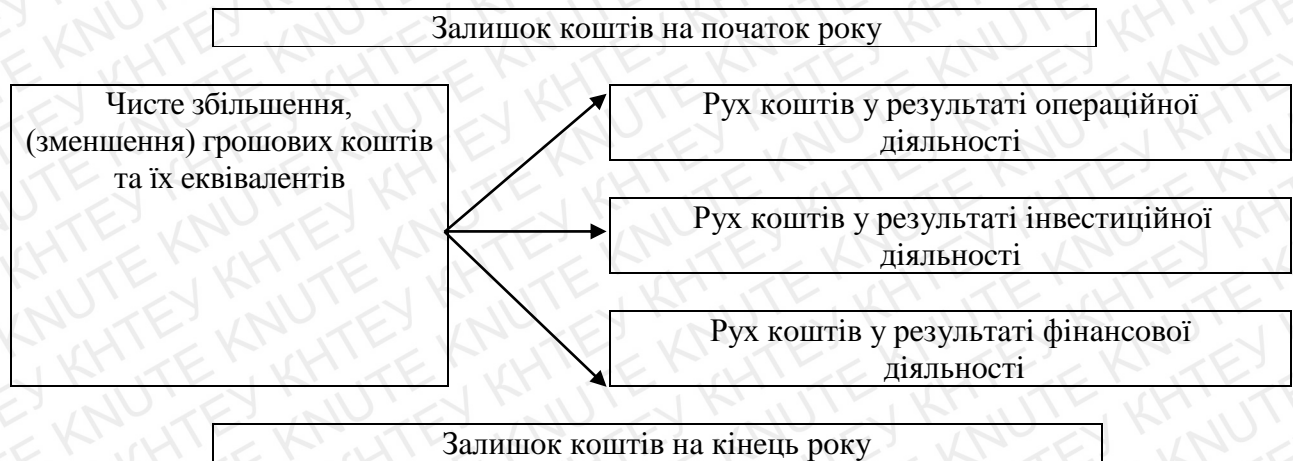 Залишок коштів на початок року
Чисте збільшення,
(зменшення) грошових коштів
та їх еквівалентів
Рух коштів у результаті операційної
діяльності
Рух коштів у результаті інвестиційної
діяльності
Рух коштів у результаті фінансової
діяльності
Залишок коштів на кінець року